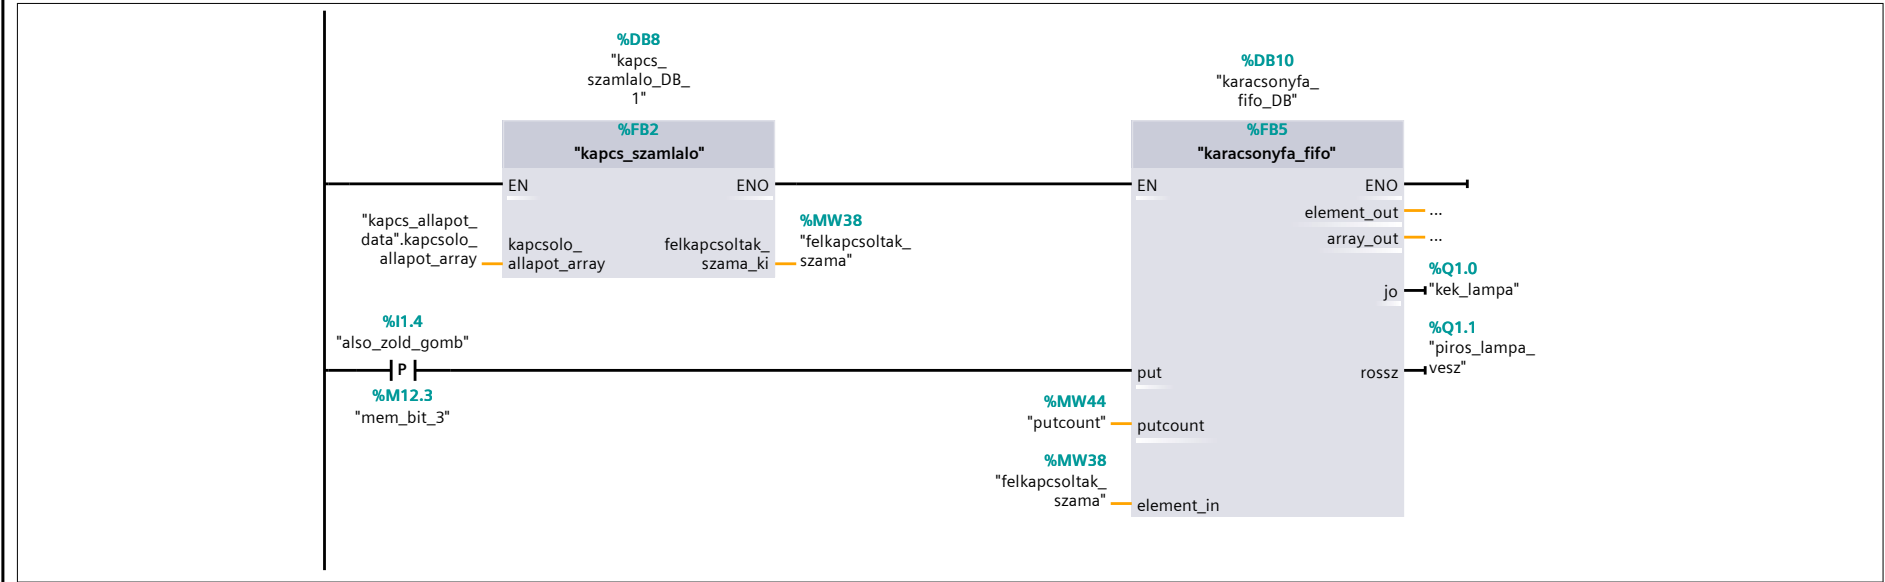 %DB8
"kapcs_
szamlalo_DB_
1"
%FB2
"kapcs_szamlalo"
EN
ENO
"kapcs_allapot_
data".kapcsolo_
allapot_array
kapcsolo_
allapot_array
felkapcsoltak_
szama_ki
%MW38
"felkapcsoltak_
szama"
%DB10
"karacsonyfa_
fifo_DB"
%FB5
"karacsonyfa_fifo"
EN
ENO
element_out
...
array_out
...
jo
%Q1.0
"kek_lampa"
%Q1.1
"piros_lampa_
vesz"
rossz
%I1.4
"also_zold_gomb"
P
%M12.3
"mem_bit_3"
put
%MW44
"putcount"
putcount
%MW38
"felkapcsoltak_
szama"
element_in